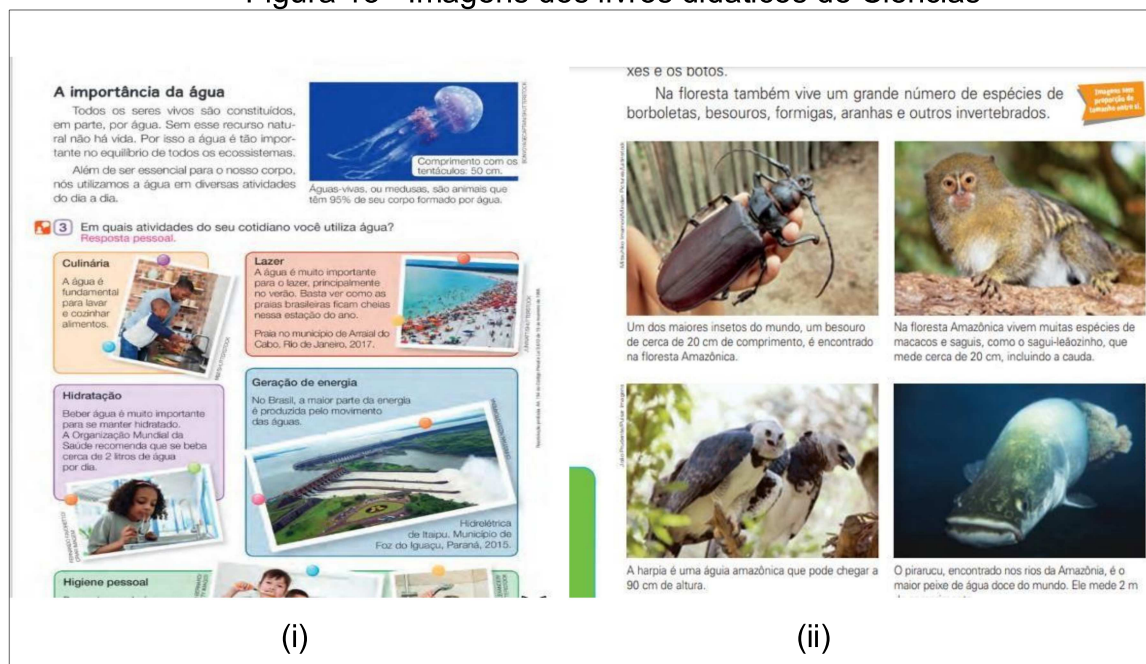 A importância da água
Todos os seres vivos são constituídos,
em parte, por água. Sem esse recurso natu-
ral não há vida. Por isso a água é tão impor-
tante no equilíbrio de todos os ecossistemas.
Além de ser essencial para o nosso corpo,
nós utilizamos a água em diversas atividades
do dia a dia.
Comprimento com os
tentáculos: 50 cm.
Águas-vivas, ou medusas, são animais que
têm 95% de seu corpo formado por água.
3 Em quais atividades do seu cotidiano você utiliza água?
Resposta pessoal.
Culinária
A água é
fundamental
para lavar
e cozinhar
alimentos.
Lazer
A água é muito importante
para o lazer, principalmente
no verão. Basta ver como as
praias brasileiras ficam cheias
nessa estação do ano.
Praia no município de Arraial do
Cabo, Rio de Janeiro, 2017.
Hidratação
Beber água é muito importante
para se manter hidratado.
A Organização Mundial da
Saúde recomenda que se beba
cerca de 2 litros de água
por dia.
Geração de energia
No Brasil, a maior parte da energia
é produzida pelo movimento
das águas.
Hidrelétrica
de Itaipu, Município de
Foz do Iguaçu, Paraná, 2015.
Higiene pessoal
(i)
xes e os botos.
Na floresta também vive um grande número de espécies de
borboletas, besouros, formigas, aranhas e outros invertebrados.
Imagens sem
proporção de
tamanho entre si.
Um dos maiores insetos do mundo, um besouro
de cerca de 20 cm de comprimento, é encontrado
na floresta Amazônica.
Na floresta Amazônica vivem muitas espécies de
macacos e saguis, como o sagui-leãozinho, que
mede cerca de 20 cm, incluindo a cauda.
João Prudente/Pulsar Imagens
A harpia é uma águia amazônica que pode chegar a
90 cm de altura.
O pirarucu, encontrado nos rios da Amazônia, é o
maior peixe de água doce do mundo. Ele mede 2 m
(ii)